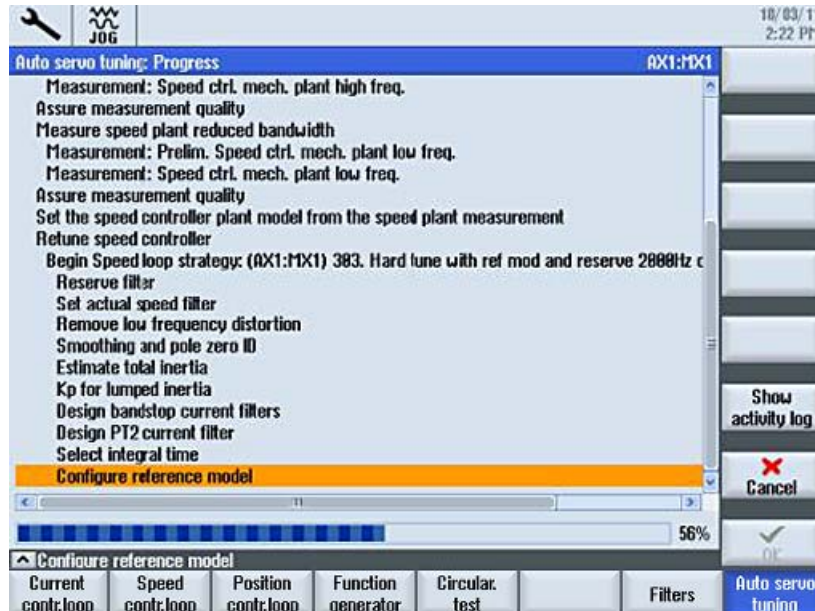 JOG
10/03/1
2:22 PM
Auto servo tuning: Progress AX1:MX1
Measurement: Speed ctrl. mech. plant high freq.
Assure measurement quality
Measure speed plant reduced bandwidth
Measurement: Prelim. Speed ctrl. mech. plant low freq.
Measurement: Speed ctrl. mech. plant low freq.
Assure measurement quality
Set the speed controller plant model from the speed plant measurement
Retune speed controller
Begin Speed loop strategy: (AX1:MX1) 303. Hard tune with ref mod and reserve 2000Hz c
Reserve filter
Set actual speed filter
Remove low frequency distortion
Smoothing and pole zero ID
Estimate total inertia
Kp for lumped inertia
Design bandstop current filters
Design PT2 current filter
Select integral time
Configure reference model
Show
activity log
Cancel
56%
OK
Configure reference model
Current
contr.loop
Speed
contr.loop
Position
contr.loop
Function
generator
Circular.
test
Filters
Auto servo
tuning